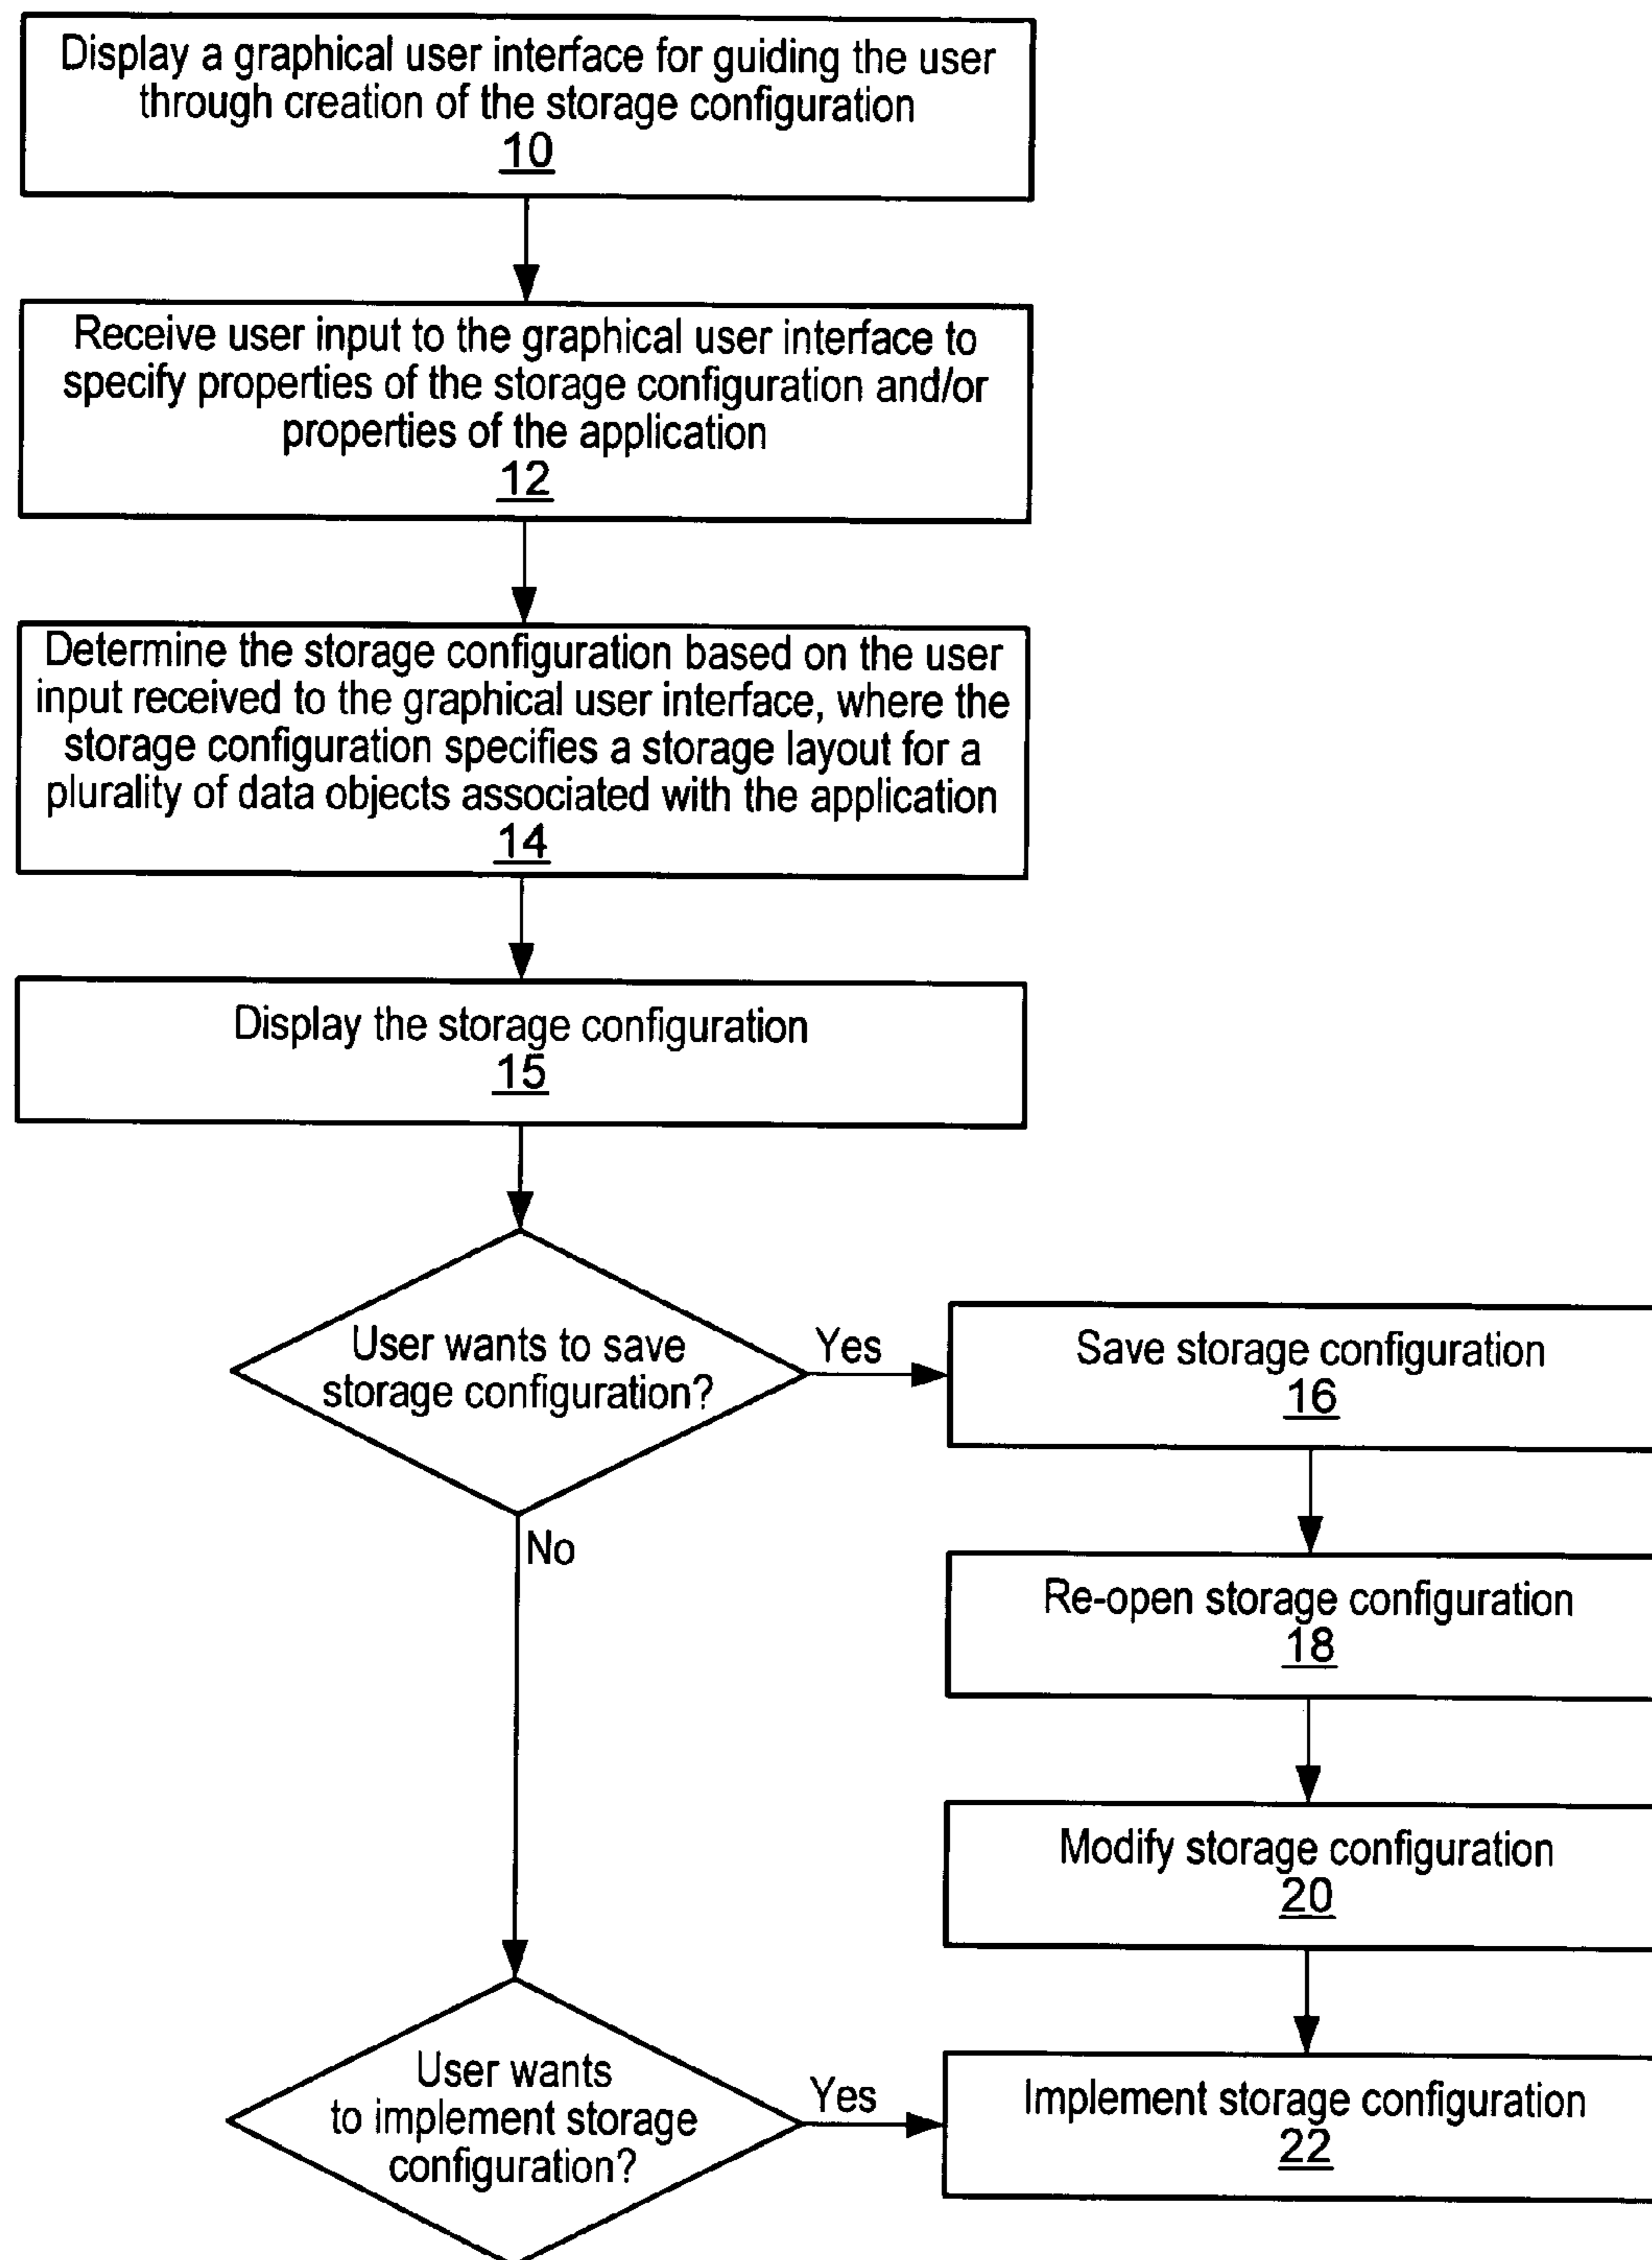 Display a graphical user interface for guiding the user
through creation of the storage configuration
10
Receive user input to the graphical user interface to
specify properties of the storage configuration and/or
properties of the application
12
Determine the storage configuration based on the user
input received to the graphical user interface, where the
storage configuration specifies a storage layout for a
plurality of data objects associated with the application
14
Display the storage configuration
15
User wants to save
storage configuration?
Yes
Save storage configuration
16
No
Re-open storage configuration
18
Modify storage configuration
20
User wants
to implement storage
configuration?
Yes
Implement storage configuration
22